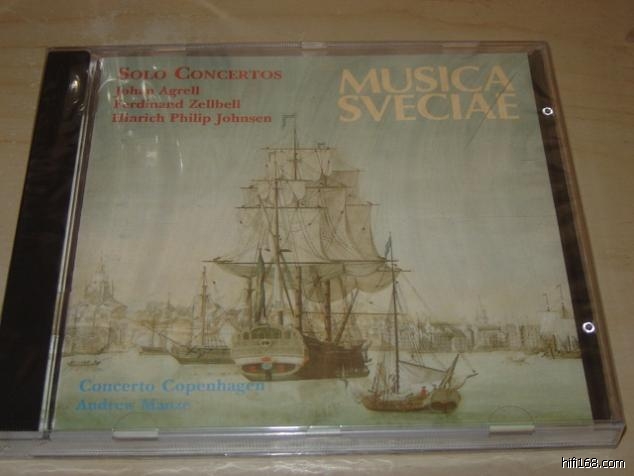 SOLO CONCERTOS
Johan Agrell
Ferdinand Zellbell
Hinrich Philip Johnsen
MUSICA
SVECIAE
Concerto Copenhagen
Andrew Manze
hifi168.com